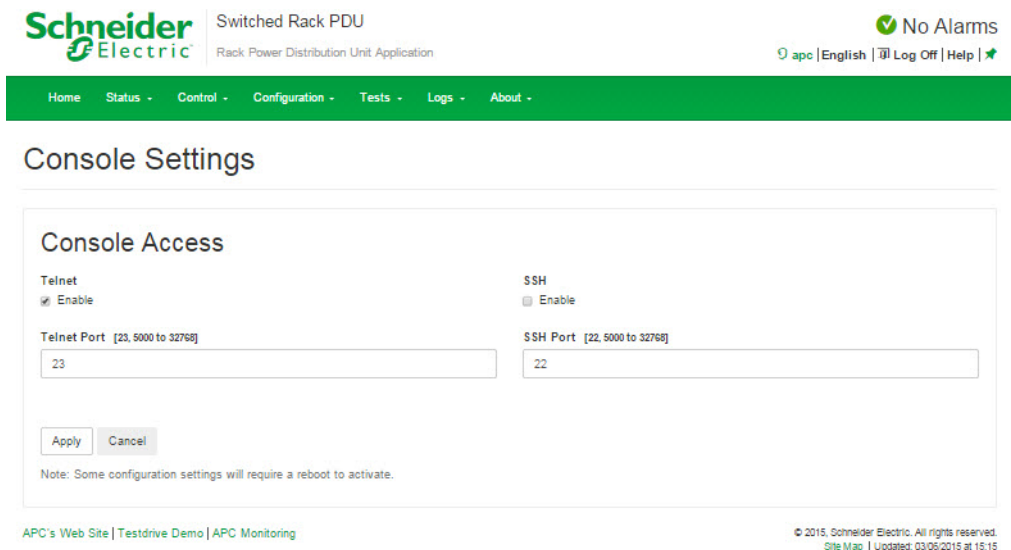 Schneider Electric
Switched Rack PDU
Rack Power Distribution Unit Application
No Alarms
apc | English | Log Off | Help |
Home Status - Control - Configuration - Tests - Logs - About -
Console Settings
Console Access
Telnet
Enable
SSH
Enable
Telnet Port [23, 5000 to 32768]
23
SSH Port [22, 5000 to 32768]
22
Apply Cancel
Note: Some configuration settings will require a reboot to activate.
APC's Web Site | Testdrive Demo | APC Monitoring
© 2015, Schneider Electric. All rights reserved.
Site Map | Updated: 03/06/2015 at 15:15